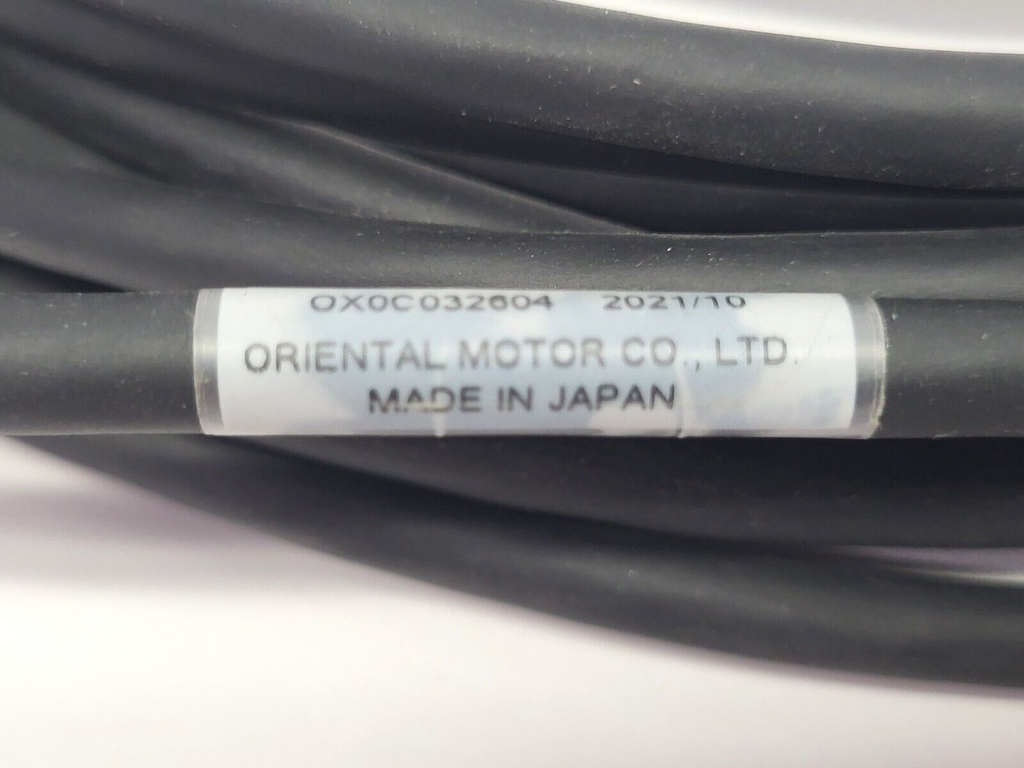 OX0C032604 2021/10
ORIENTAL MOTOR CO., LTD.
MADE IN JAPAN